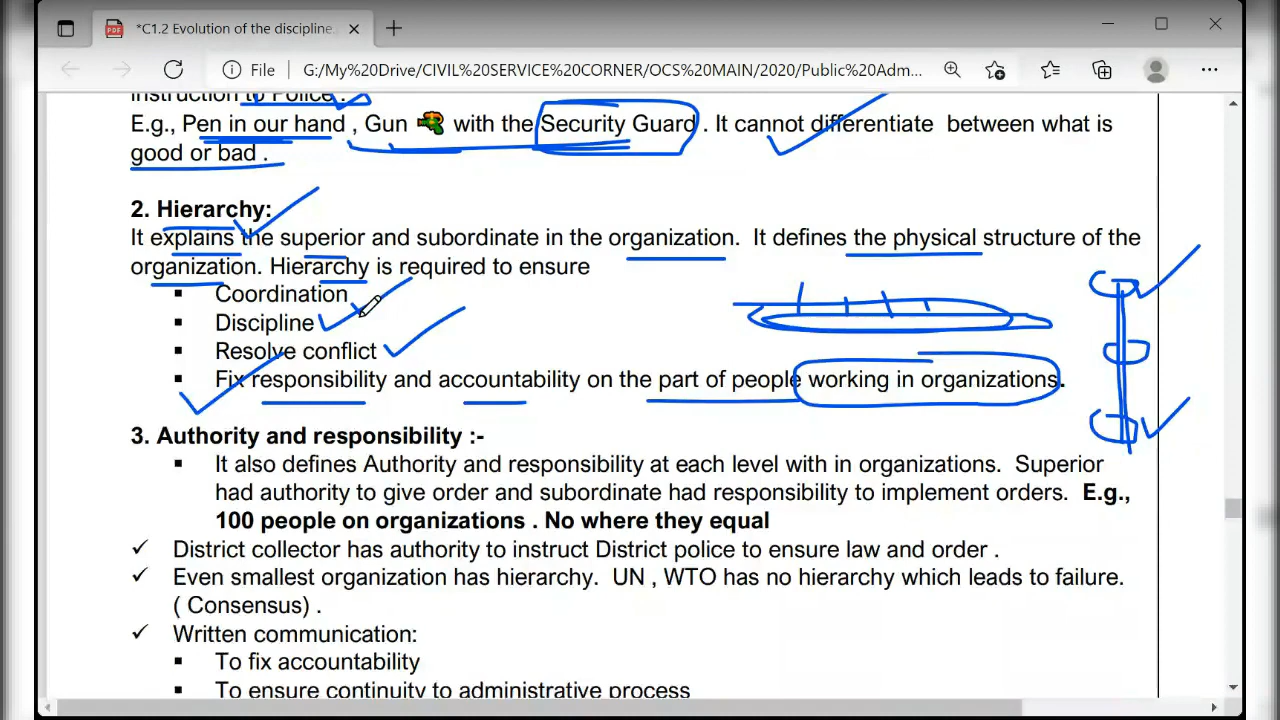 *C1.2 Evolution of the discipline.
File
G:/My%20Drive/CIVIL%20SERVICE%20CORNER/OCS%20MAIN/2020/Public%20Adm...
instruction to Police .
E.g., Pen in our hand , Gun with the Security Guard . It cannot differentiate between what is
good or bad .
2. Hierarchy:
It explains the superior and subordinate in the organization. It defines the physical structure of the
organization. Hierarchy is required to ensure
▪ Coordination
▪ Discipline
▪ Resolve conflict
▪ Fix responsibility and accountability on the part of people working in organizations.
3. Authority and responsibility :-
▪ It also defines Authority and responsibility at each level with in organizations. Superior
had authority to give order and subordinate had responsibility to implement orders. E.g.,
100 people on organizations . No where they equal
✓ District collector has authority to instruct District police to ensure law and order .
✓ Even smallest organization has hierarchy. UN , WTO has no hierarchy which leads to failure.
( Consensus) .
✓ Written communication:
▪ To fix accountability
▪ To ensure continuity to administrative process